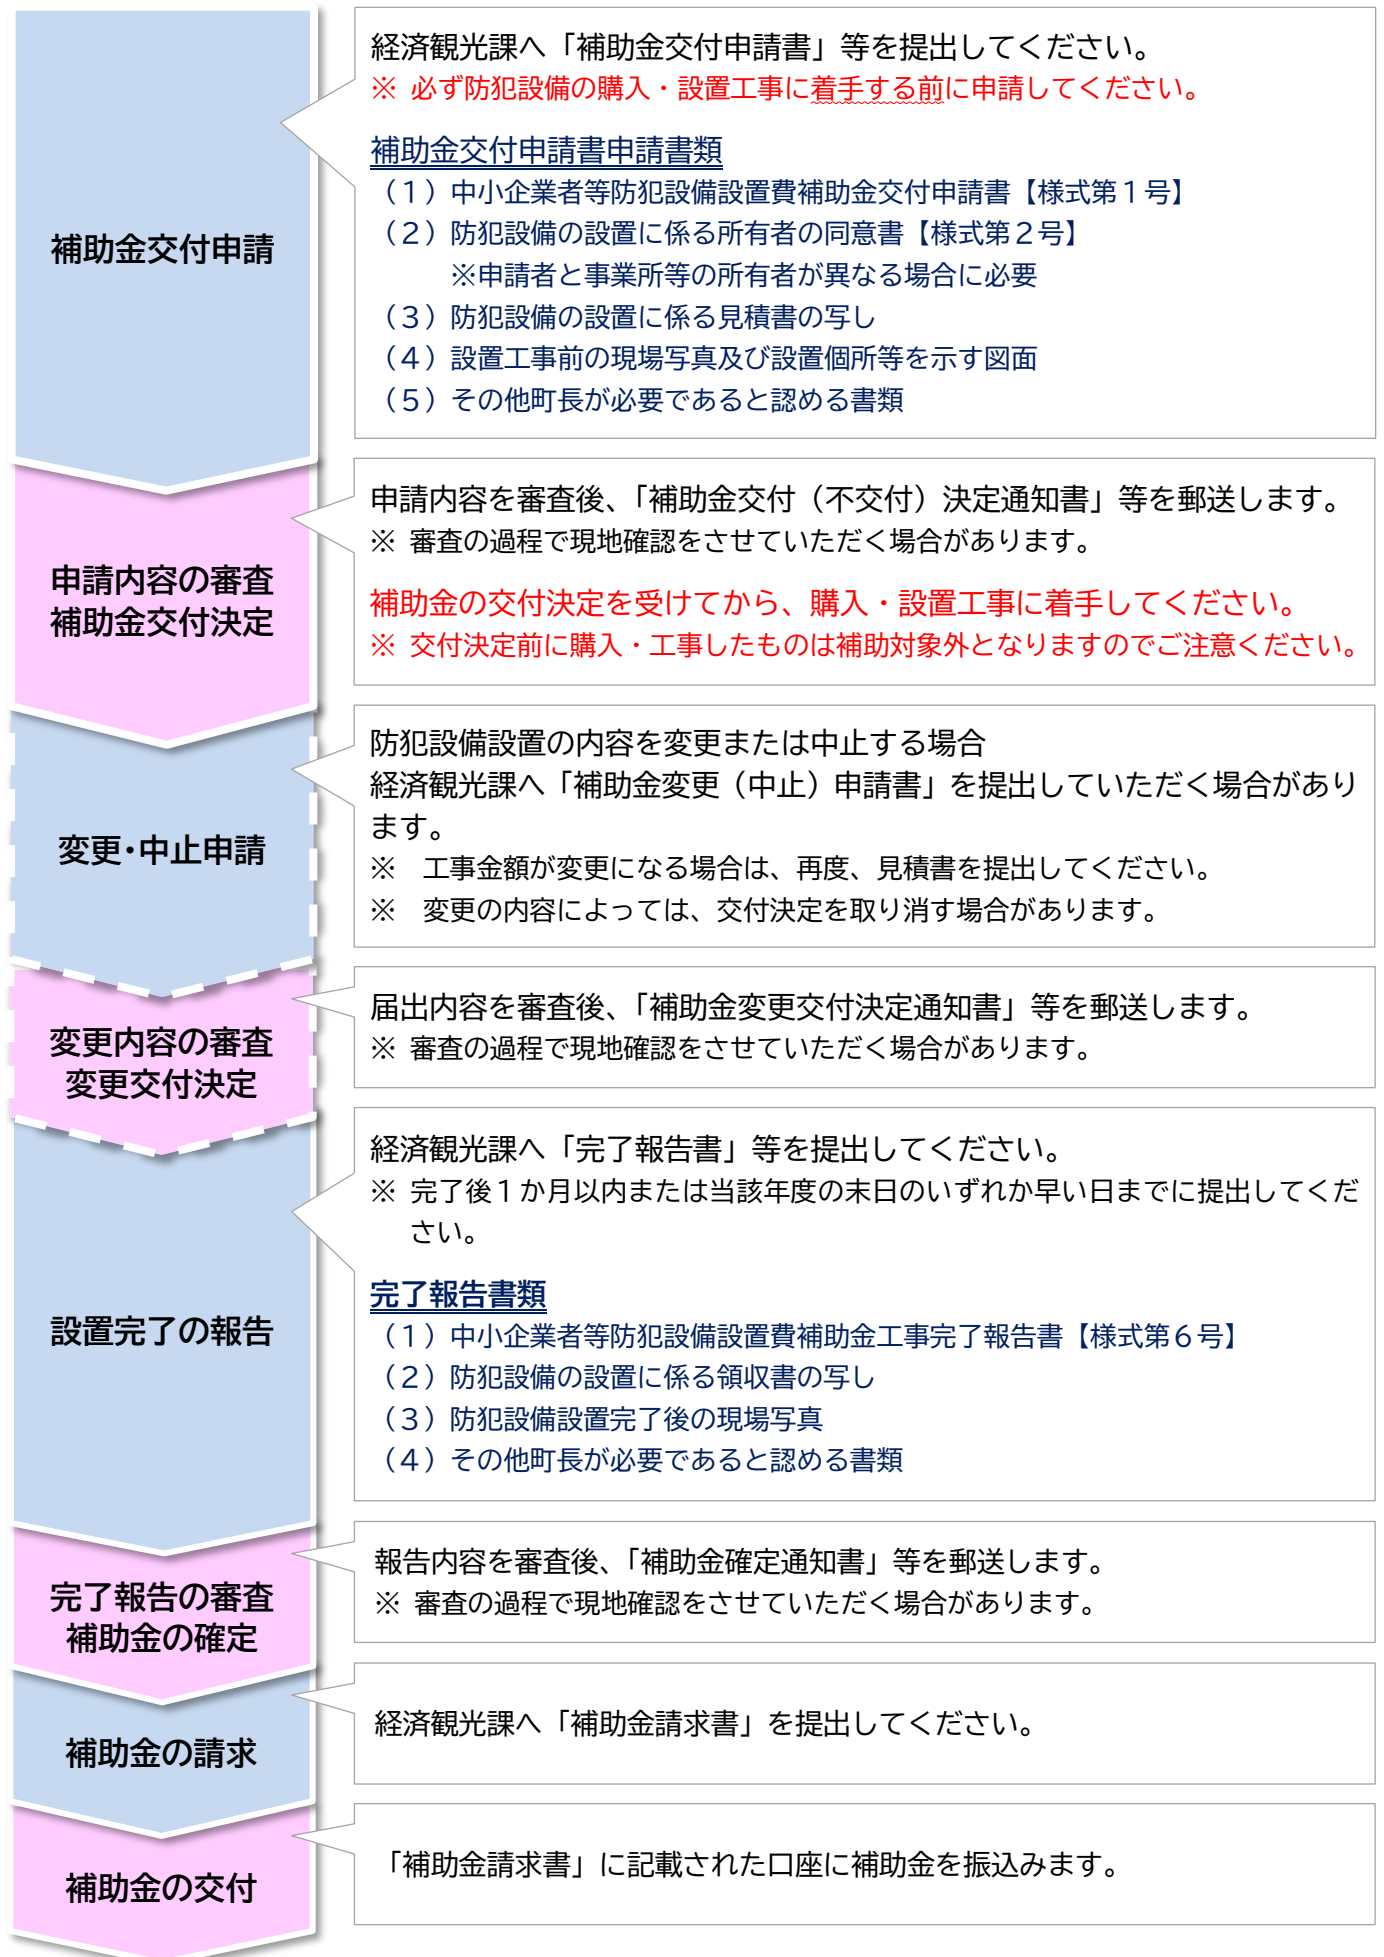 補助金交付申請
経済観光課へ「補助金交付申請書」等を提出してください。
※ 必ず防犯設備の購入・設置工事に着手する前に申請してください。
補助金交付申請書申請書類
（１）中小企業者等防犯設備設置費補助金交付申請書【様式第１号】
（２）防犯設備の設置に係る所有者の同意書【様式第２号】
※申請者と事業所等の所有者が異なる場合に必要
（３）防犯設備の設置に係る見積書の写し
（４）設置工事前の現場写真及び設置個所等を示す図面
（５）その他町長が必要であると認める書類
申請内容の審査
補助金交付決定
申請内容を審査後、「補助金交付（不交付）決定通知書」等を郵送します。
※ 審査の過程で現地確認をさせていただく場合があります。
補助金の交付決定を受けてから、購入・設置工事に着手してください。
※ 交付決定前に購入・工事したものは補助対象外となりますのでご注意ください。
変更・中止申請
防犯設備設置の内容を変更または中止する場合
経済観光課へ「補助金変更（中止）申請書」を提出していただく場合があり
ます。
※　工事金額が変更になる場合は、再度、見積書を提出してください。
※　変更の内容によっては、交付決定を取り消す場合があります。
変更内容の審査
変更交付決定
届出内容を審査後、「補助金変更交付決定通知書」等を郵送します。
※ 審査の過程で現地確認をさせていただく場合があります。
設置完了の報告
経済観光課へ「完了報告書」等を提出してください。
※ 完了後１か月以内または当該年度の末日のいずれか早い日までに提出してくだ
さい。
完了報告書類
（１）中小企業者等防犯設備設置費補助金工事完了報告書【様式第６号】
（２）防犯設備の設置に係る領収書の写し
（３）防犯設備設置完了後の現場写真
（４）その他町長が必要であると認める書類
完了報告の審査
補助金の確定
報告内容を審査後、「補助金確定通知書」等を郵送します。
※ 審査の過程で現地確認をさせていただく場合があります。
補助金の請求
経済観光課へ「補助金請求書」を提出してください。
補助金の交付
「補助金請求書」に記載された口座に補助金を振込みます。